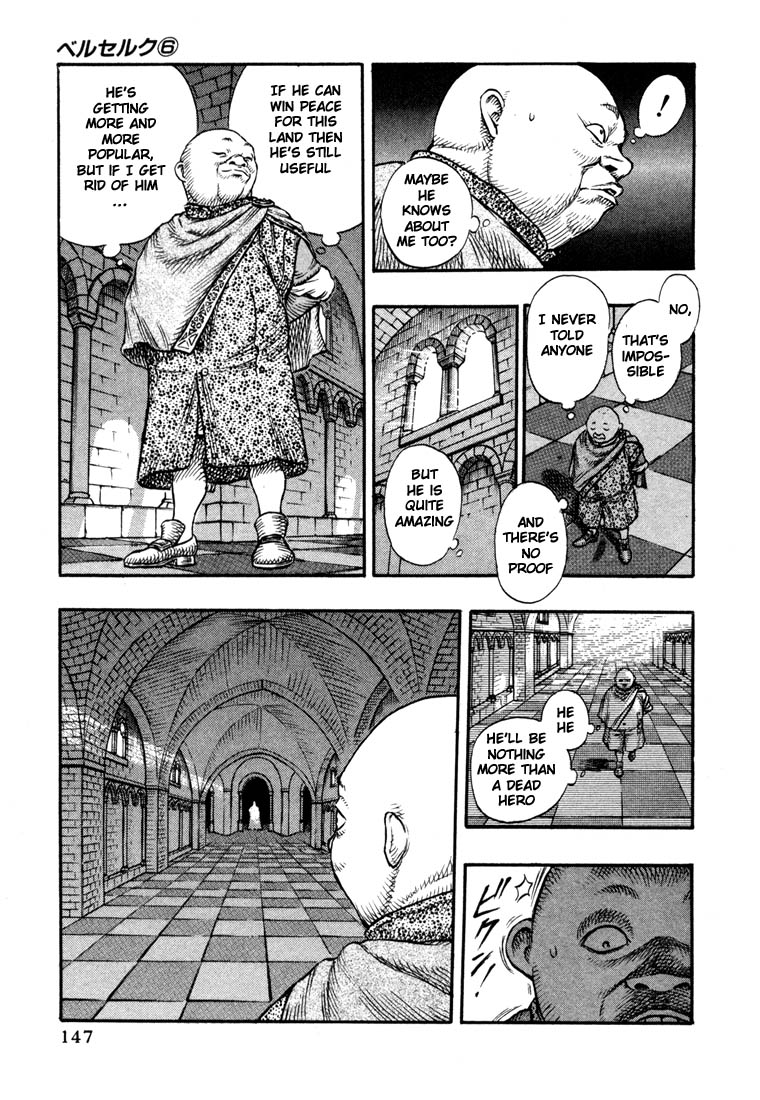 ベルセルク⑥
!
MAYBE
HE
KNOWS
ABOUT
ME TOO?
IF HE CAN
WIN PEACE
FOR THIS
LAND THEN
HE'S STILL
USEFUL
HE'S
GETTING
MORE AND
MORE
POPULAR,
BUT IF I GET
RID OF HIM
...
NO,
THAT'S
IMPOS-
SIBLE
I NEVER
TOLD
ANYONE
AND
THERE'S
NO
PROOF
BUT
HE IS
QUITE
AMAZING
HE
HE
HE'LL BE
NOTHING
MORE THAN
A DEAD
HERO
ビクッ
147